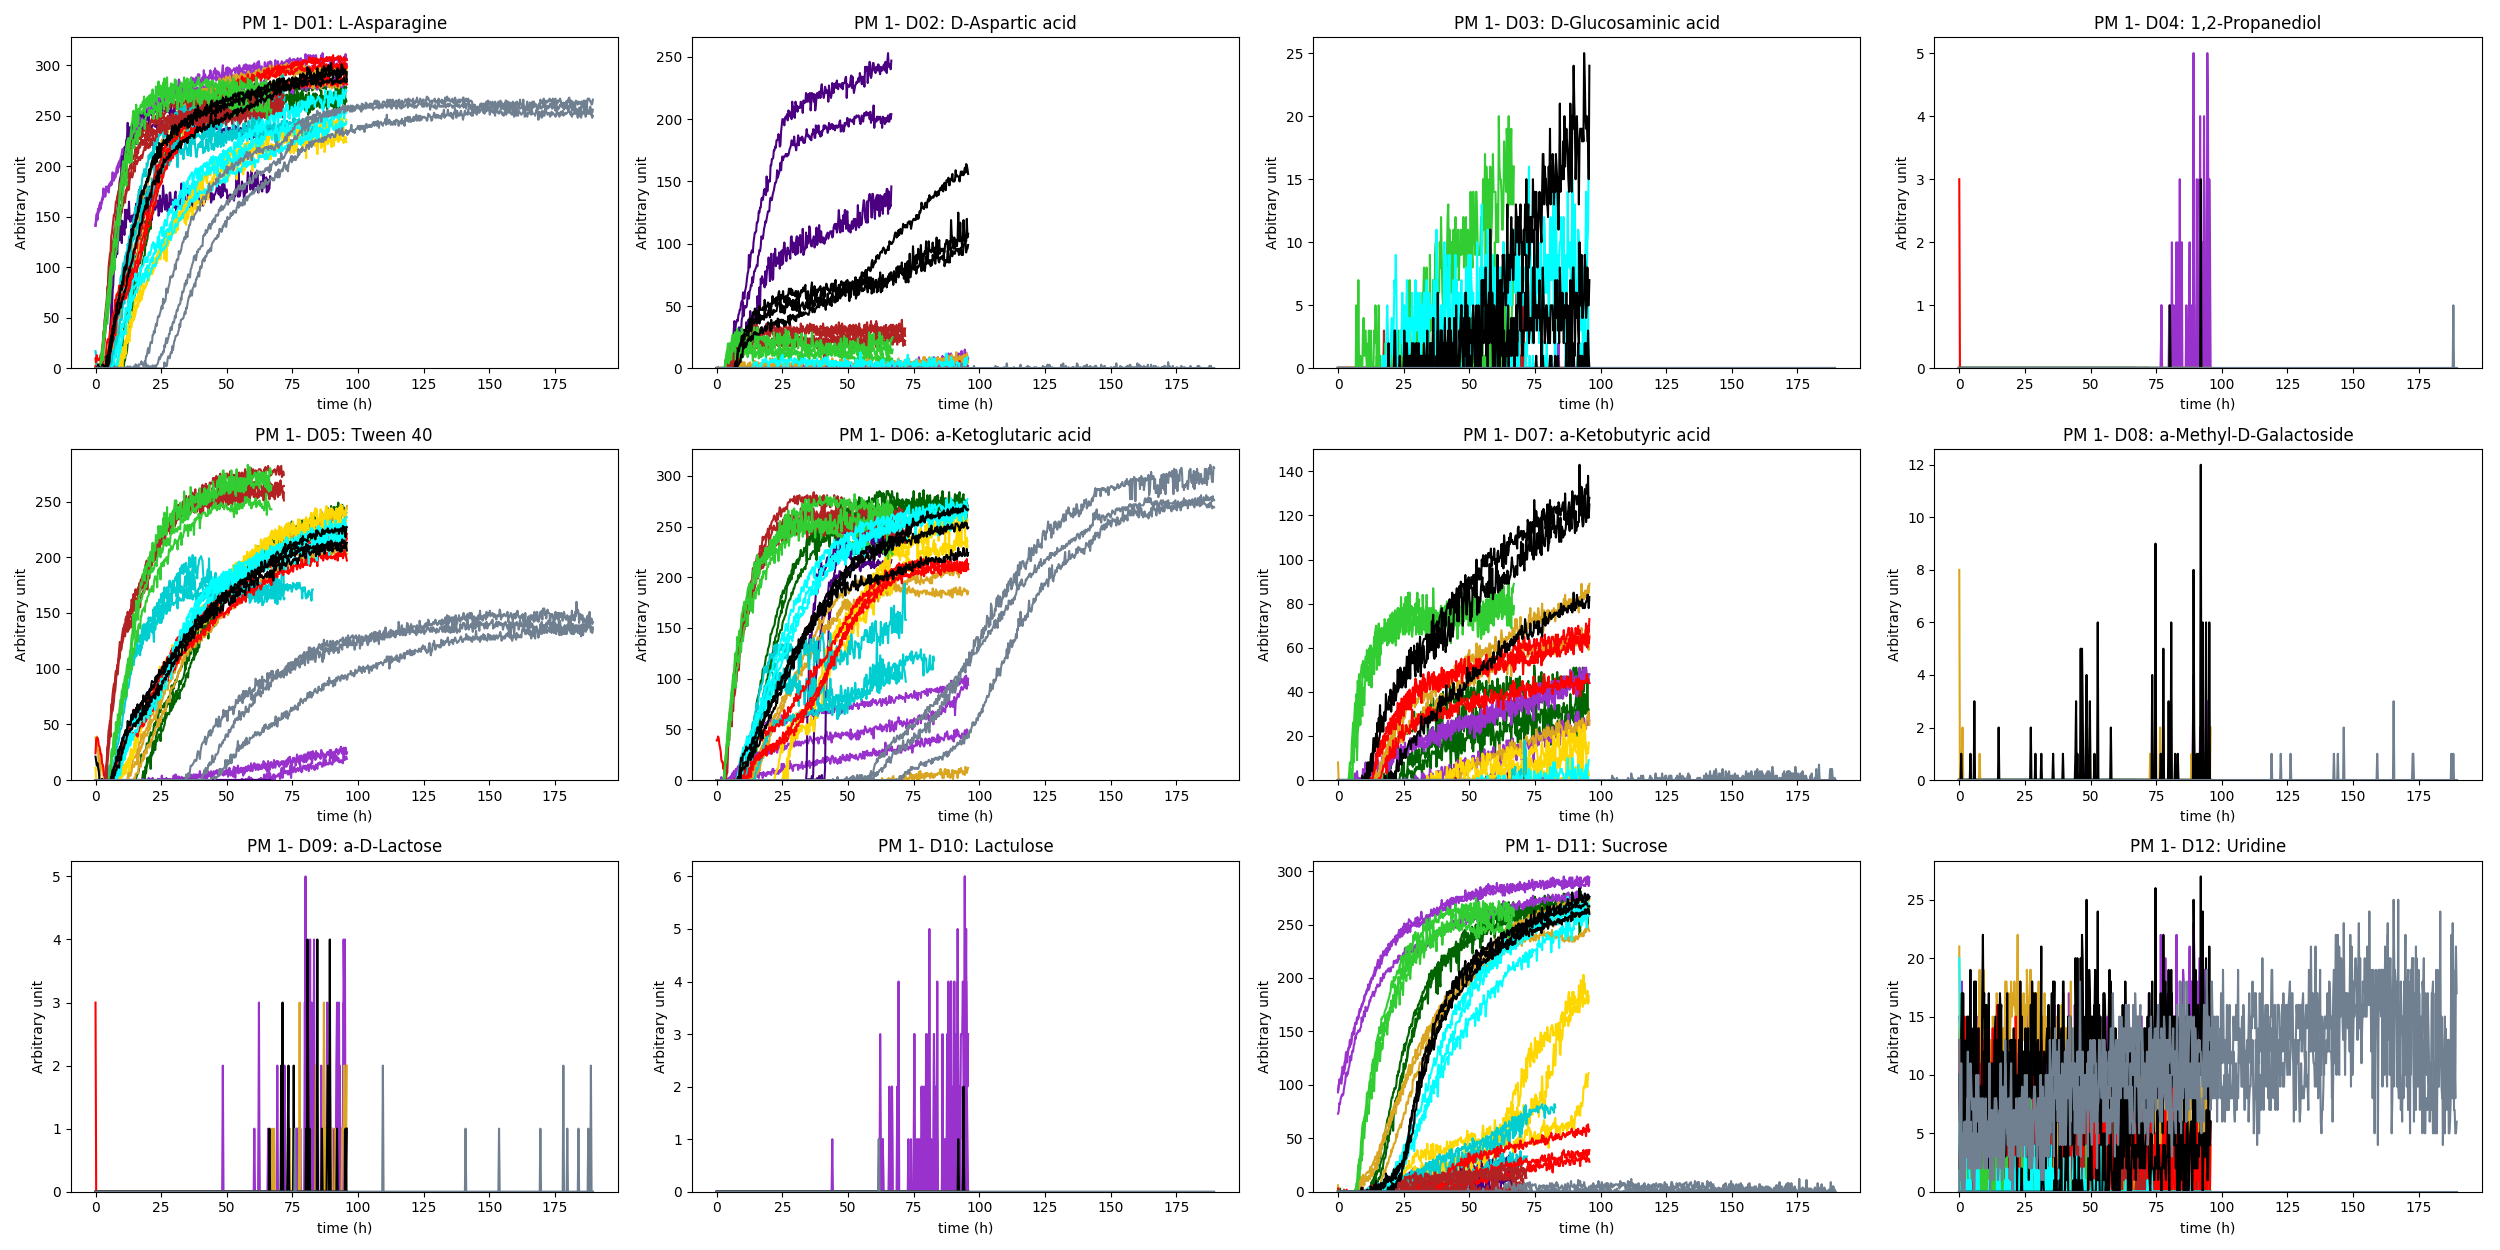 PM 1- D01: L-Asparagine
PM 1- D02: D-Aspartic acid
PM 1- D03: D-Glucosaminic acid
PM 1- D04: 1,2-Propanediol
Arbitrary unit
300
250
200
150
100
50
0
0 25 50 75 100 125 150 175
time (h)
Arbitrary unit
250
200
150
100
50
0
0 25 50 75 100 125 150 175
time (h)
Arbitrary unit
25
20
15
10
5
0
0 25 50 75 100 125 150 175
time (h)
Arbitrary unit
5
4
3
2
1
0
0 25 50 75 100 125 150 175
time (h)
PM 1- D05: Tween 40
PM 1- D06: a-Ketoglutaric acid
PM 1- D07: a-Ketobutyric acid
PM 1- D08: a-Methyl-D-Galactoside
Arbitrary unit
250
200
150
100
50
0
0 25 50 75 100 125 150 175
time (h)
Arbitrary unit
300
250
200
150
100
50
0
0 25 50 75 100 125 150 175
time (h)
Arbitrary unit
140
120
100
80
60
40
20
0
0 25 50 75 100 125 150 175
time (h)
Arbitrary unit
12
10
8
6
4
2
0
0 25 50 75 100 125 150 175
time (h)
PM 1- D09: a-D-Lactose
PM 1- D10: Lactulose
PM 1- D11: Sucrose
PM 1- D12: Uridine
Arbitrary unit
5
4
3
2
1
0
0 25 50 75 100 125 150 175
time (h)
Arbitrary unit
6
5
4
3
2
1
0
0 25 50 75 100 125 150 175
time (h)
Arbitrary unit
300
250
200
150
100
50
0
0 25 50 75 100 125 150 175
time (h)
Arbitrary unit
25
20
15
10
5
0
0 25 50 75 100 125 150 175
time (h)